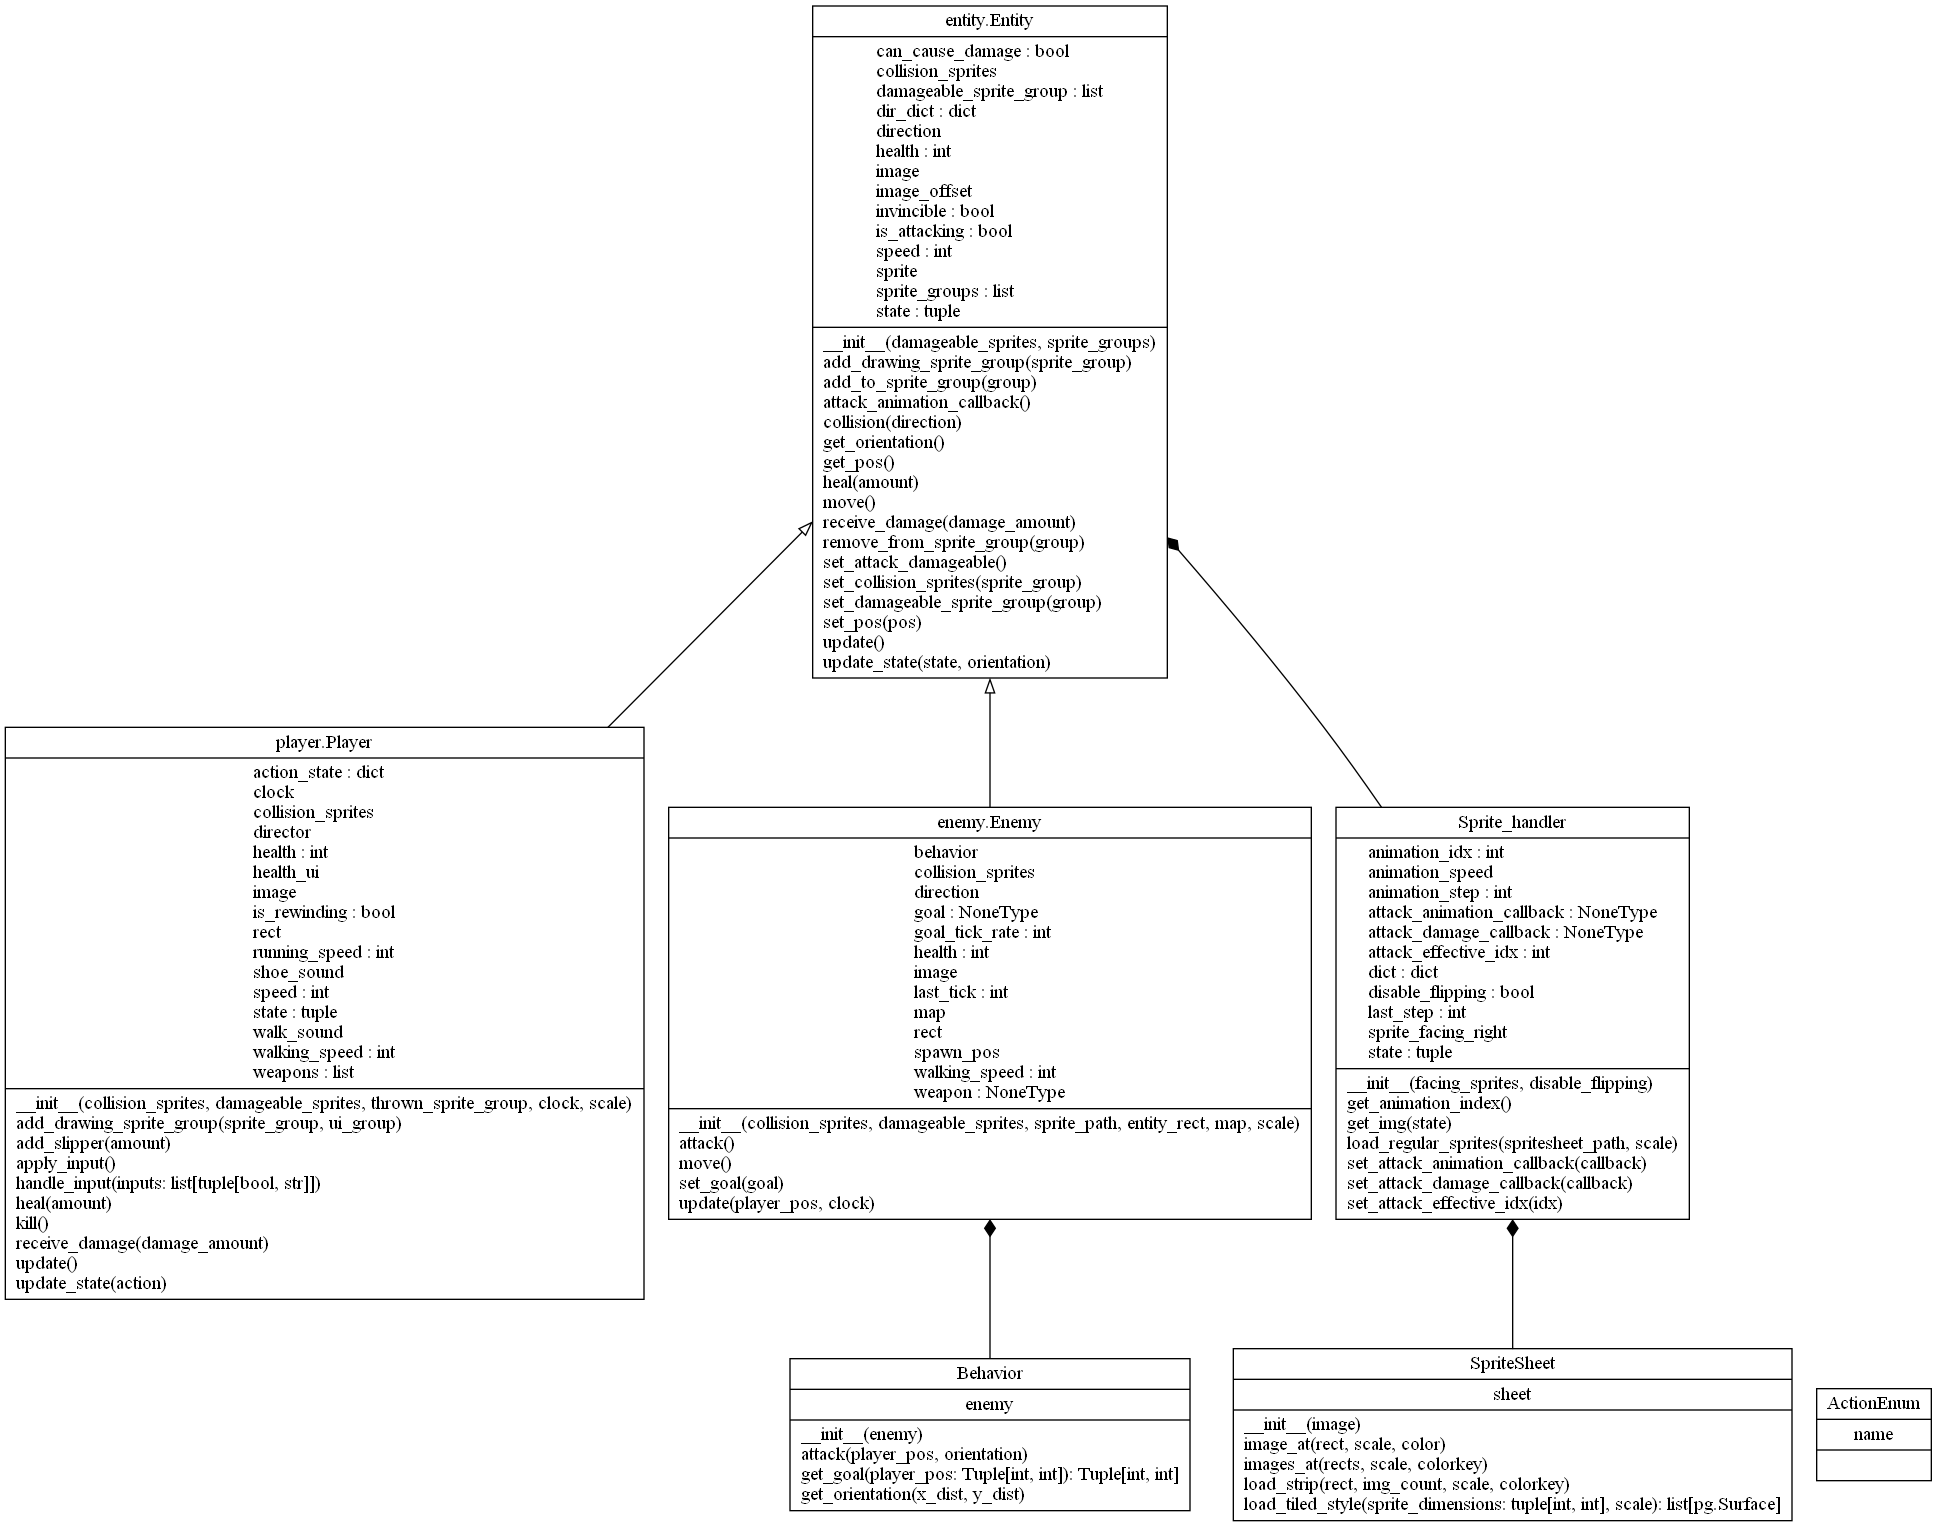 entity.Entity
can_cause_damage : bool
collision_sprites
damageable_sprite_group : list
dir_dict : dict
direction
health : int
image
image_offset
invincible : bool
is_attacking : bool
speed : int
sprite
sprite_groups : list
state : tuple
__init__(damageable_sprites, sprite_groups)
add_drawing_sprite_group(sprite_group)
add_to_sprite_group(group)
attack_animation_callback()
collision(direction)
get_orientation()
get_pos()
heal(amount)
move()
receive_damage(damage_amount)
remove_from_sprite_group(group)
set_attack_damageable()
set_collision_sprites(sprite_group)
set_damageable_sprite_group(group)
set_pos(pos)
update()
update_state(state, orientation)
player.Player
action_state : dict
clock
collision_sprites
director
health : int
health_ui
image
is_rewinding : bool
rect
running_speed : int
shoe_sound
speed : int
state : tuple
walk_sound
walking_speed : int
weapons : list
__init__(collision_sprites, damageable_sprites, thrown_sprite_group, clock, scale)
add_drawing_sprite_group(sprite_group, ui_group)
add_slipper(amount)
apply_input()
handle_input(inputs: list[tuple[bool, str]])
heal(amount)
kill()
receive_damage(damage_amount)
update()
update_state(action)
enemy.Enemy
behavior
collision_sprites
direction
goal : NoneType
goal_tick_rate : int
health : int
image
last_tick : int
map
rect
spawn_pos
walking_speed : int
weapon : NoneType
__init__(collision_sprites, damageable_sprites, sprite_path, entity_rect, map, scale)
attack()
move()
set_goal(goal)
update(player_pos, clock)
Sprite_handler
animation_idx : int
animation_speed
animation_step : int
attack_animation_callback : NoneType
attack_damage_callback : NoneType
attack_effective_idx : int
dict : dict
disable_flipping : bool
last_step : int
sprite_facing_right
state : tuple
__init__(facing_sprites, disable_flipping)
get_animation_index()
get_img(state)
load_regular_sprites(spritesheet_path, scale)
set_attack_animation_callback(callback)
set_attack_damage_callback(callback)
set_attack_effective_idx(idx)
Behavior
enemy
__init__(enemy)
attack(player_pos, orientation)
get_goal(player_pos: Tuple[int, int]): Tuple[int, int]
get_orientation(x_dist, y_dist)
SpriteSheet
sheet
__init__(image)
image_at(rect, scale, color)
images_at(rects, scale, colorkey)
load_strip(rect, img_count, scale, colorkey)
load_tiled_style(sprite_dimensions: tuple[int, int], scale): list[pg.Surface]
ActionEnum
name